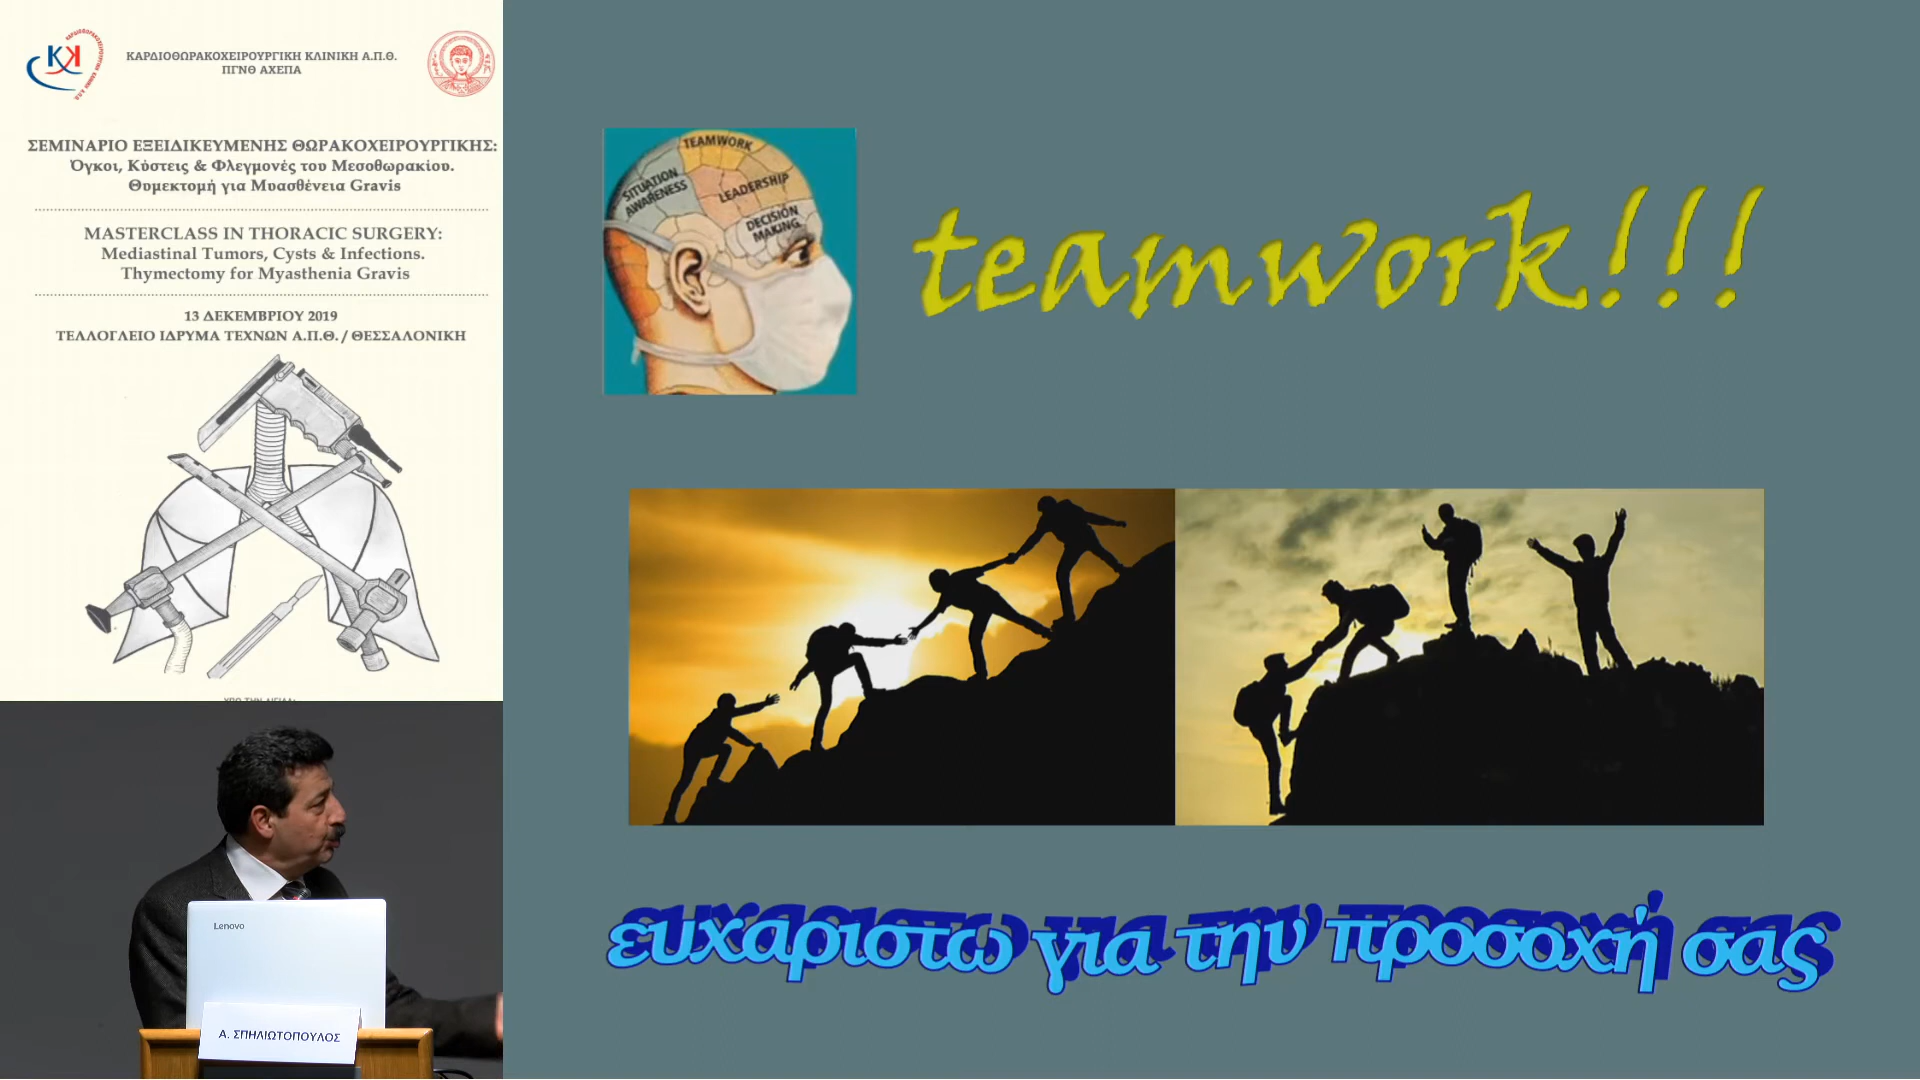 ΚΚ
ΚΑΡΔΙΟΘΩΡΑΚΟΧΕΙΡΟΥΡΓΙΚΗ ΚΛΙΝΙΚΗ Α.Π.Θ.
ΠΓΝΘ ΑΧΕΠΑ
ΣΕΜΙΝΑΡΙΟ ΕΞΕΙΔΙΚΕΥΜΕΝΗΣ ΘΩΡΑΚΟΧΕΙΡΟΥΡΓΙΚΗΣ:
Όγκοι, Κύστεις & Φλεγμονές του Μεσοθωρακίου.
Θυμεκτομή για Μυασθένεια Gravis
MASTERCLASS IN THORACIC SURGERY:
Mediastinal Tumors, Cysts & Infections.
Thymectomy for Myasthenia Gravis
13 ΔΕΚΕΜΒΡΙΟΥ 2019
ΤΕΛΛΟΓΛΕΙΟ ΙΔΡΥΜΑ ΤΕΧΝΩΝ Α.Π.Θ. / ΘΕΣΣΑΛΟΝΙΚΗ
TEAMWORK
SITUATION
AWARENESS
LEADERSHIP
DECISION
MAKING
teamwork!!!
ευχαριστω για την προσοχή σας
Lenovo
Α. ΣΠΗΛΙΩΤΟΠΟΥΛΟΣ